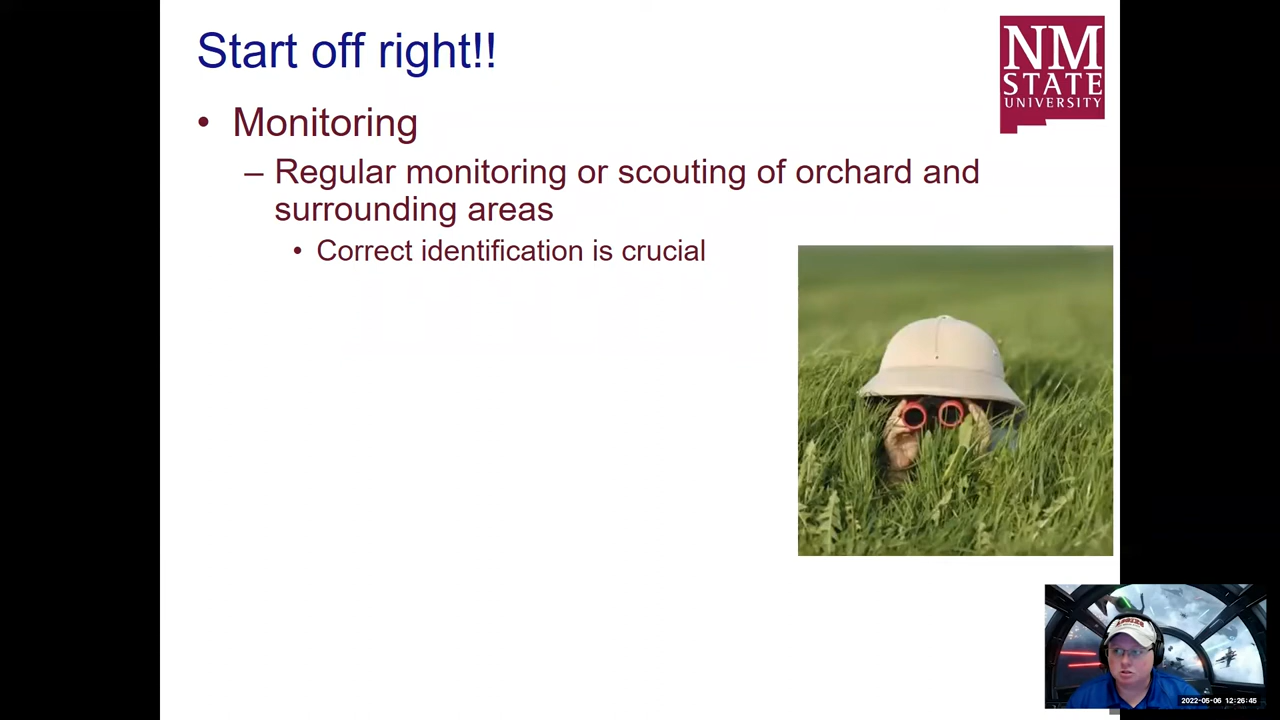 Start off right!!
NM
STATE
UNIVERSITY
• Monitoring
– Regular monitoring or scouting of orchard and
surrounding areas
• Correct identification is crucial
AGGIES
2022-05-06 12:26:45